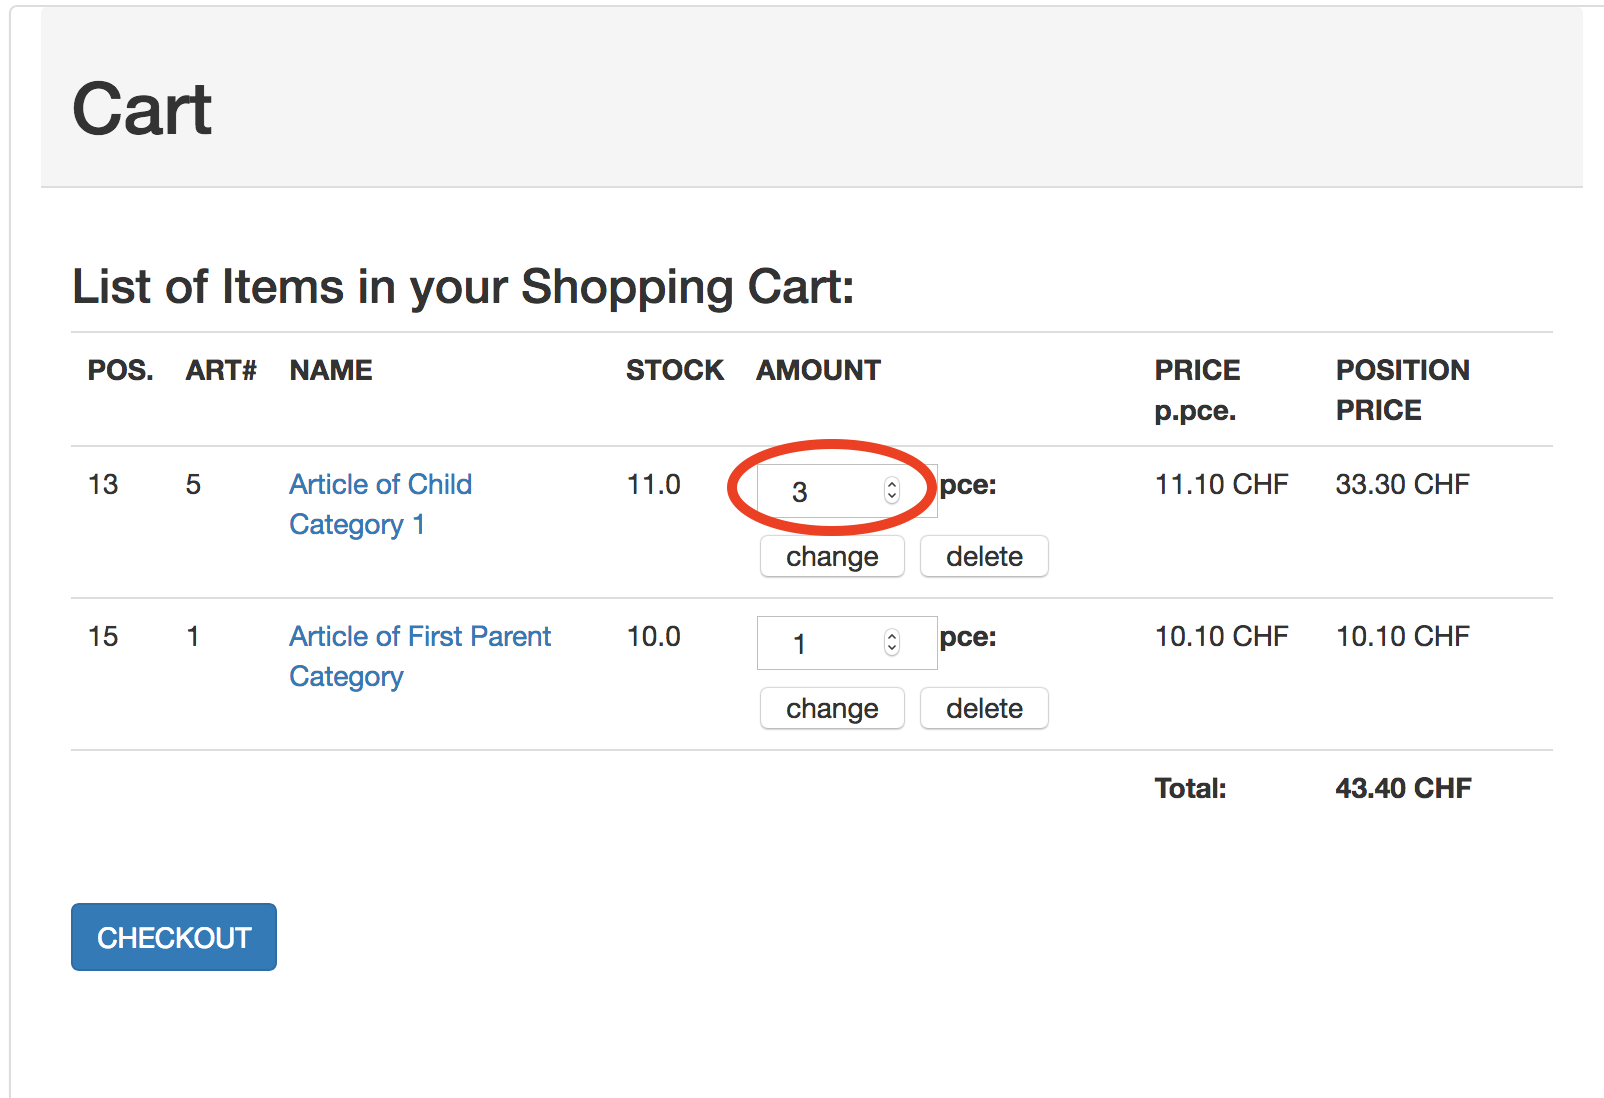 Cart
List of Items in your Shopping Cart:
POS. ART# NAME STOCK AMOUNT PRICE p.pce. POSITION PRICE
13 5 Article of Child Category 1 11.0 3 pce: 11.10 CHF 33.30 CHF
change delete
15 1 Article of First Parent Category 10.0 1 pce: 10.10 CHF 10.10 CHF
change delete
Total: 43.40 CHF
CHECKOUT